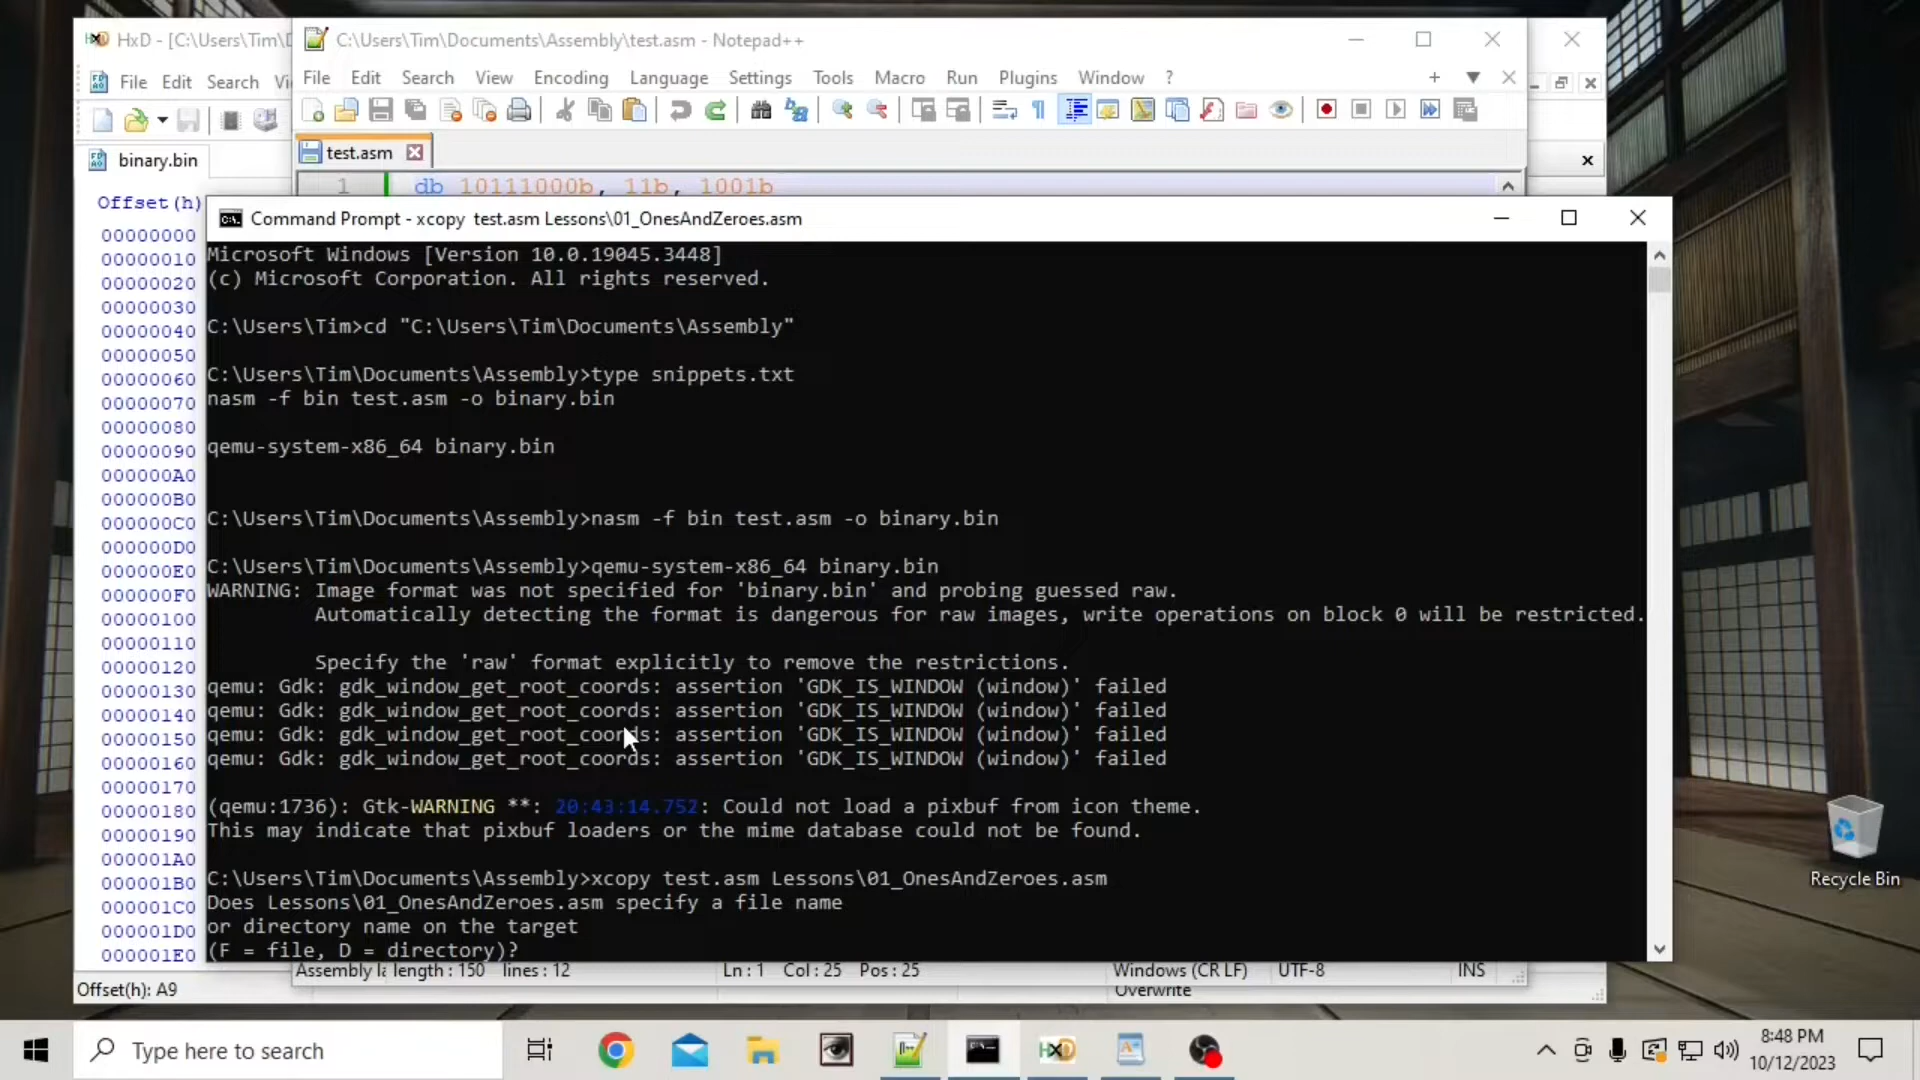 HxD - [C:\Users\Tim\D
File Edit Search Vi
binary.bin
Offset(h)
00000000
00000010
00000020
00000030
00000040
00000050
00000060
00000070
00000080
00000090
000000A0
000000B0
000000C0
000000D0
000000E0
000000F0
00000100
00000110
00000120
00000130
00000140
00000150
00000160
00000170
00000180
00000190
000001A0
000001B0
000001C0
000001D0
000001E0
Offset(h): A9
Overwrite
C:\Users\Tim\Documents\Assembly\test.asm - Notepad++
File Edit Search View Encoding Language Settings Tools Macro Run Plugins Window ?
test.asm
1 db 10111000b, 11b, 1001b
length : 150 lines : 12 Ln : 1 Col : 25 Pos : 25 Windows (CR LF) UTF-8 INS
Command Prompt - xcopy test.asm Lessons\01_OnesAndZeroes.asm
Microsoft Windows [Version 10.0.19045.3448]
(c) Microsoft Corporation. All rights reserved.
C:\Users\Tim>cd "C:\Users\Tim\Documents\Assembly"
C:\Users\Tim\Documents\Assembly>type snippets.txt
nasm -f bin test.asm -o binary.bin
qemu-system-x86_64 binary.bin
C:\Users\Tim\Documents\Assembly>nasm -f bin test.asm -o binary.bin
C:\Users\Tim\Documents\Assembly>qemu-system-x86_64 binary.bin
WARNING: Image format was not specified for 'binary.bin' and probing guessed raw.
Automatically detecting the format is dangerous for raw images, write operations on block 0 will be restricted.
Specify the 'raw' format explicitly to remove the restrictions.
qemu: Gdk: gdk_window_get_root_coords: assertion 'GDK_IS_WINDOW (window)' failed
qemu: Gdk: gdk_window_get_root_coords: assertion 'GDK_IS_WINDOW (window)' failed
qemu: Gdk: gdk_window_get_root_coords: assertion 'GDK_IS_WINDOW (window)' failed
qemu: Gdk: gdk_window_get_root_coords: assertion 'GDK_IS_WINDOW (window)' failed
(qemu:1736): Gtk-WARNING **: 20:43:14.752: Could not load a pixbuf from icon theme.
This may indicate that pixbuf loaders or the mime database could not be found.
C:\Users\Tim\Documents\Assembly>xcopy test.asm Lessons\01_OnesAndZeroes.asm
Does Lessons\01_OnesAndZeroes.asm specify a file name
or directory name on the target
(F = file, D = directory)?
Recycle Bin
Type here to search
8:48 PM
10/12/2023